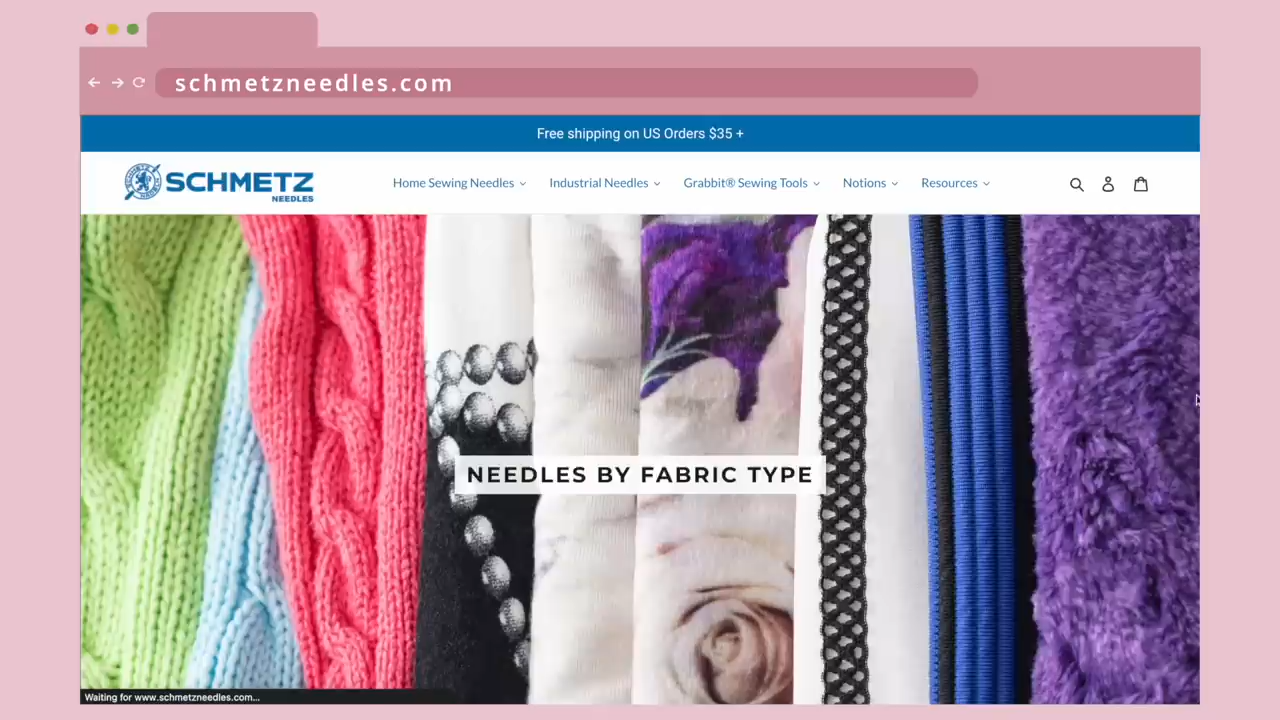 schmetzneedles.com
Free shipping on US Orders $35 +
SCHMETZ
NEEDLES
Home Sewing Needles
Industrial Needles
Grabbit® Sewing Tools
Notions
Resources
NEEDLES BY FABRIC TYPE
Waiting for www.schmetzneedles.com...